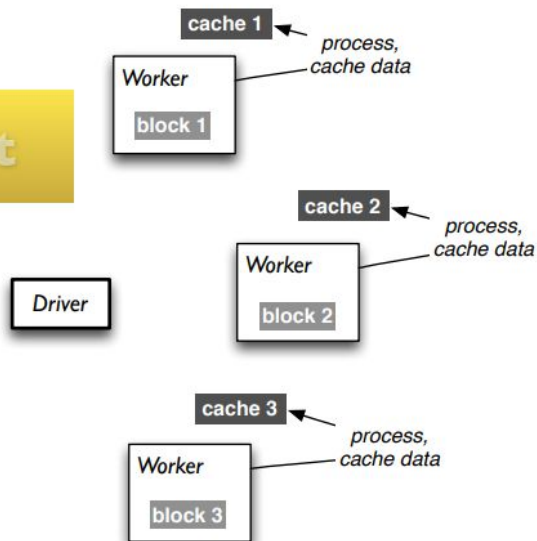 cache 1
process,
cache data
Worker
block 1
t
cache 2
process,
cache data
Worker
block 2
Driver
cache 3
process,
cache data
Worker
block 3